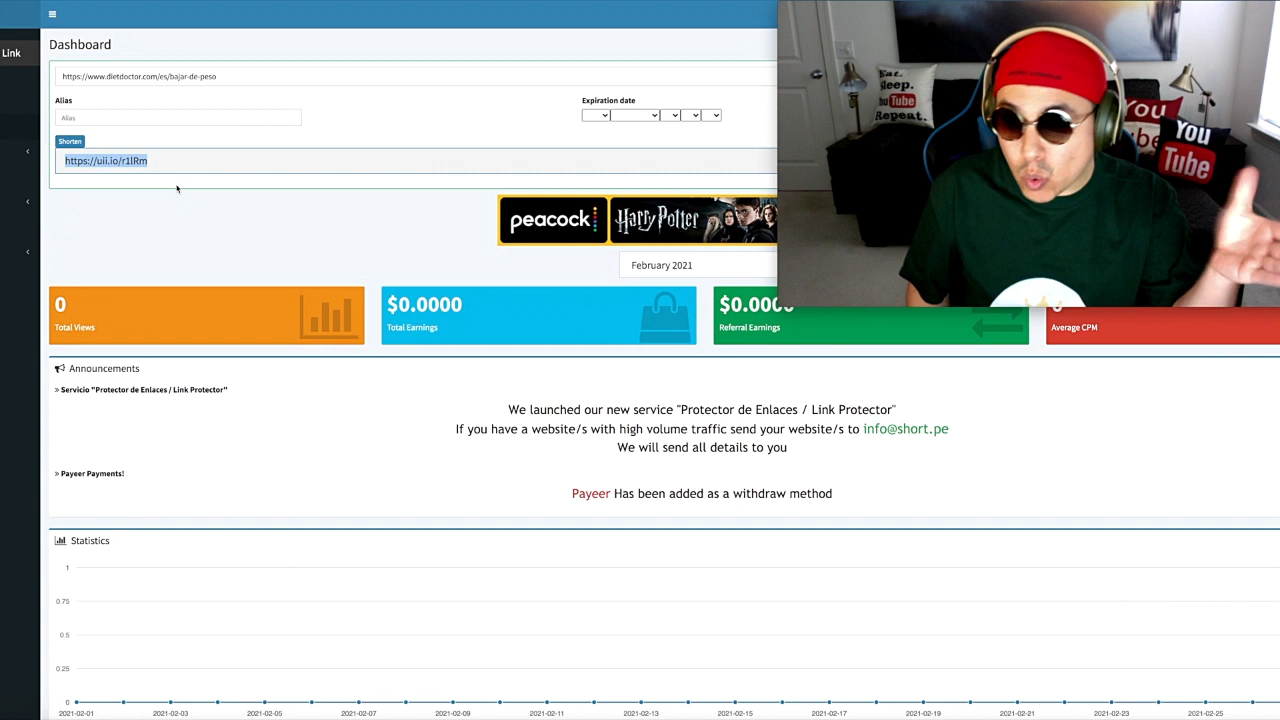 Link
Dashboard
https://www.dietdoctor.com/es/bajar-de-peso
Alias
Expiration date
Alias
Shorten
https://uii.io/r1lRm
peacock
Harry Potter
February 2021
0
Total Views
$0.0000
Total Earnings
$0.000
Referral Earnings
Average CPM
Announcements
» Servicio "Protector de Enlaces / Link Protector"
We launched our new service "Protector de Enlaces / Link Protector"
If you have a website/s with high volume traffic send your website/s to info@short.pe
We will send all details to you
» Payeer Payments!
Payeer Has been added as a withdraw method
Statistics
1
0.75
0.5
0.25
0
2021-02-01 2021-02-03 2021-02-05 2021-02-07 2021-02-09 2021-02-11 2021-02-13 2021-02-15 2021-02-17 2021-02-19 2021-02-21 2021-02-23 2021-02-25
Eat.
Sleep.
You Tube
Repeat.
You
You
Tube